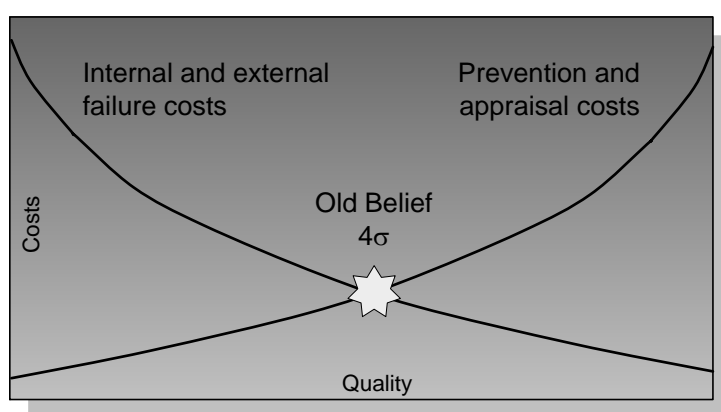 Internal and external
failure costs
Prevention and
appraisal costs
Old Belief
4σ
Costs
Quality